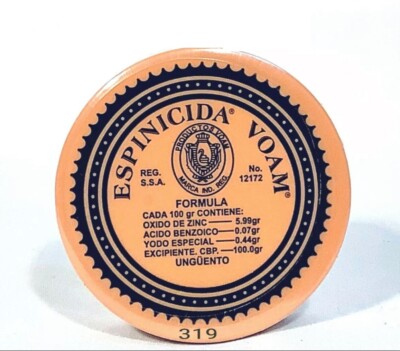 ESPINICIDA® VOAM®
PRODUCTOS VOAM
MARCA IND. REG.
REG.
S.S.A.
No.
12172
FORMULA
CADA 100 gr CONTIENE:
OXIDO DE ZINC 5.99gr
ACIDO BENZOICO 0.07gr
YODO ESPECIAL 0.44gr
EXCIPIENTE. CBP. 100.0gr
UNGÜENTO
319